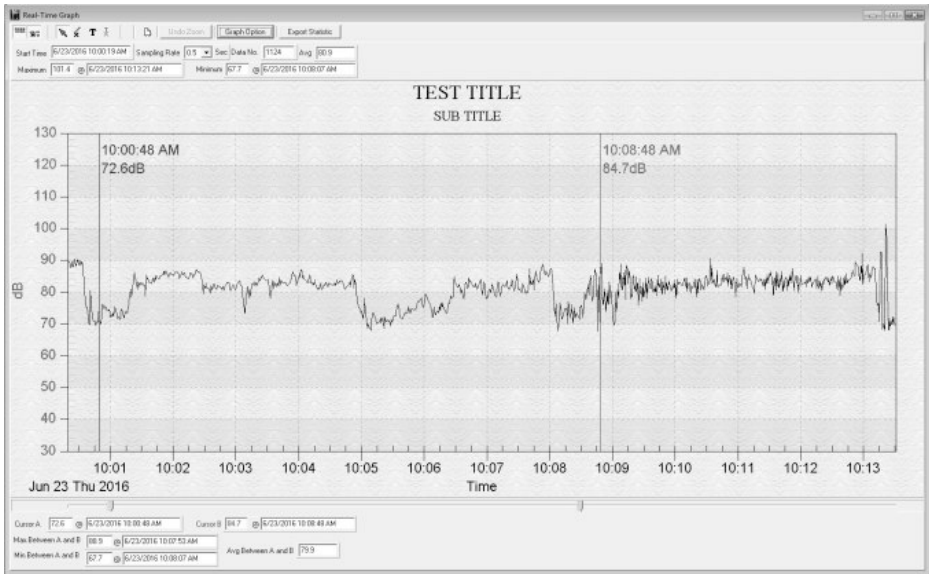 Real-Time Graph
T Undo Zoom Graph Option Export Statistic
Start Time 6/23/2016 10:00:19 AM Sampling Rate 0.5 Sec Data No. 1124 Avg 80.9
Maximum 101.4 @ 6/23/2016 10:13:21 AM Minimum 67.7 @ 6/23/2016 10:08:07 AM
TEST TITLE
SUB TITLE
130
120
110
100
90
80
70
60
50
40
30
dB
10:00:48 AM
72.6dB
10:08:48 AM
84.7dB
10:01 10:02 10:03 10:04 10:05 10:06 10:07 10:08 10:09 10:10 10:11 10:12 10:13
Jun 23 Thu 2016 Time
Cursor A 72.6 @ 6/23/2016 10:00:48 AM Cursor B 84.7 @ 6/23/2016 10:08:48 AM
Max Between A and B 88.9 @ 6/23/2016 10:07:53 AM
Min Between A and B 67.7 @ 6/23/2016 10:08:07 AM
Avg Between A and B 79.9